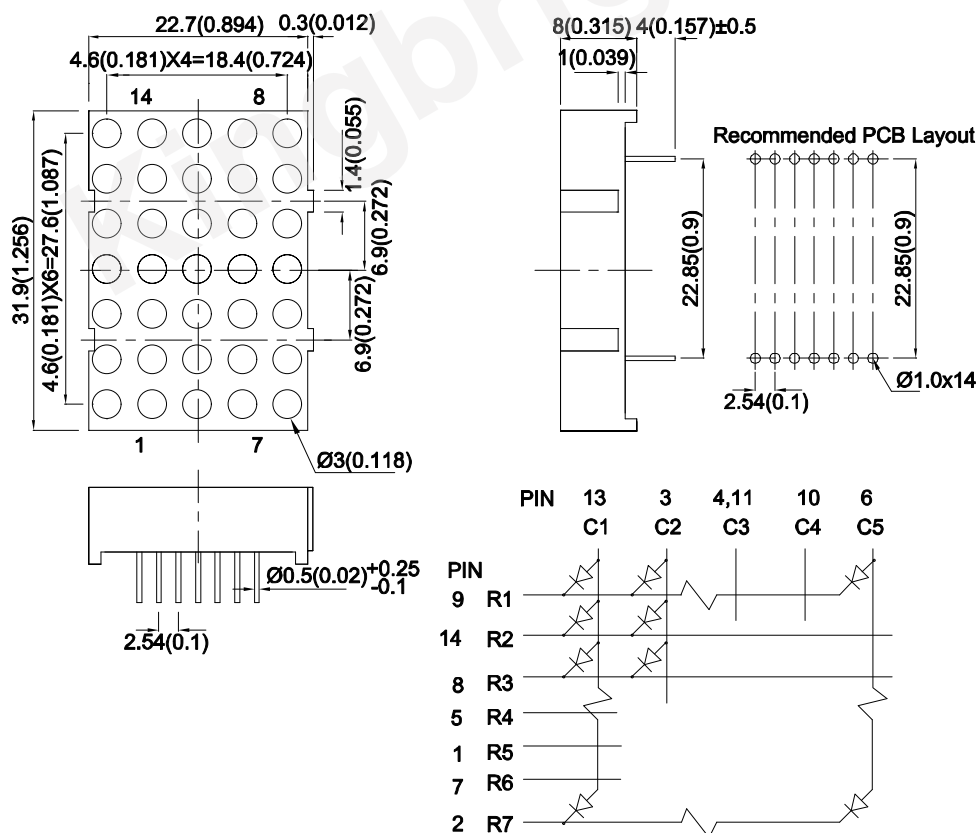 22.7(0.894)
0.3(0.012)
4.6(0.181)X4=18.4(0.724)
14
8
31.9(1.256)
4.6(0.181)X6=27.6(1.087)
1.4(0.055)
6.9(0.272)
6.9(0.272)
1
7
Ø3(0.118)
8(0.315)
4(0.157)±0.5
1(0.039)
22.85(0.9)
Recommended PCB Layout
22.85(0.9)
Ø1.0x14
2.54(0.1)
Ø0.5(0.02)+0.25
-0.1
2.54(0.1)
PIN 13 3 4,11 10 6
C1 C2 C3 C4 C5
PIN
9 R1
14 R2
8 R3
5 R4
1 R5
7 R6
2 R7
Kingbright